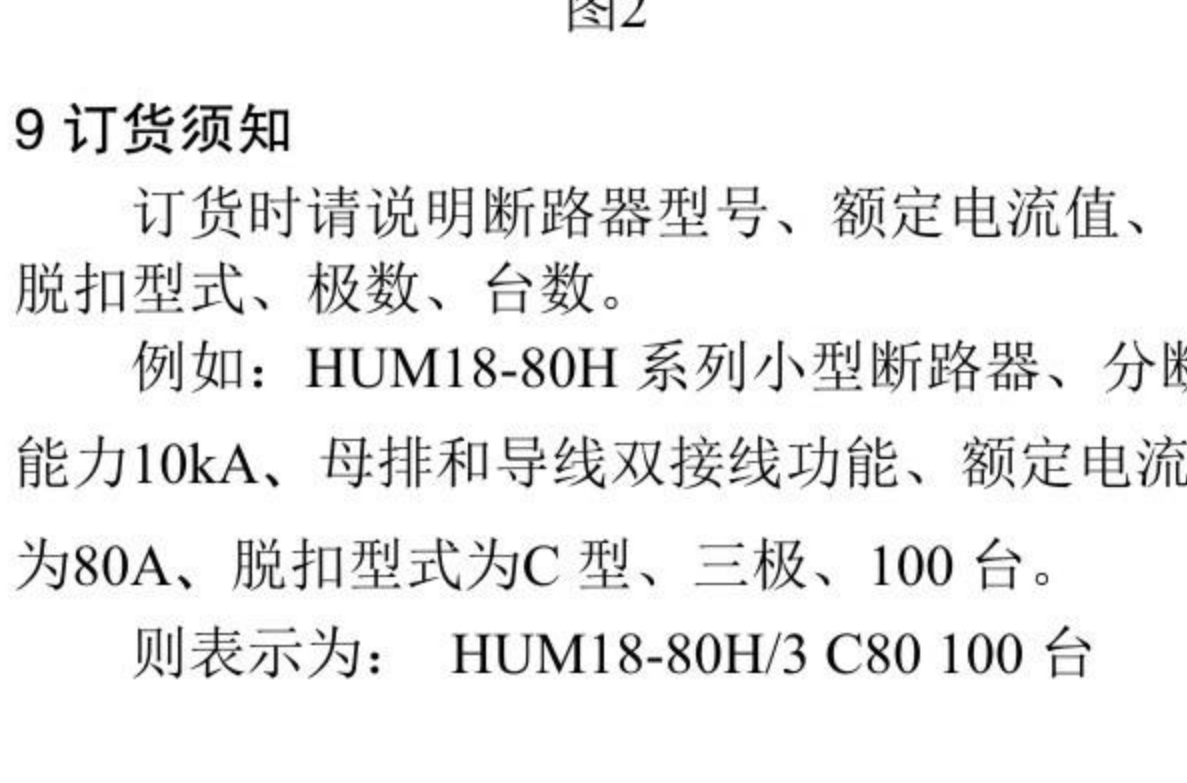 图2
9 订货须知
订货时请说明断路器型号、额定电流值、
脱扣型式、极数、台数。
例如：HUM18-80H 系列小型断路器、分断
能力10kA、母排和导线双接线功能、额定电流
为80A、脱扣型式为C 型、三极、100 台。
则表示为： HUM18-80H/3 C80 100 台